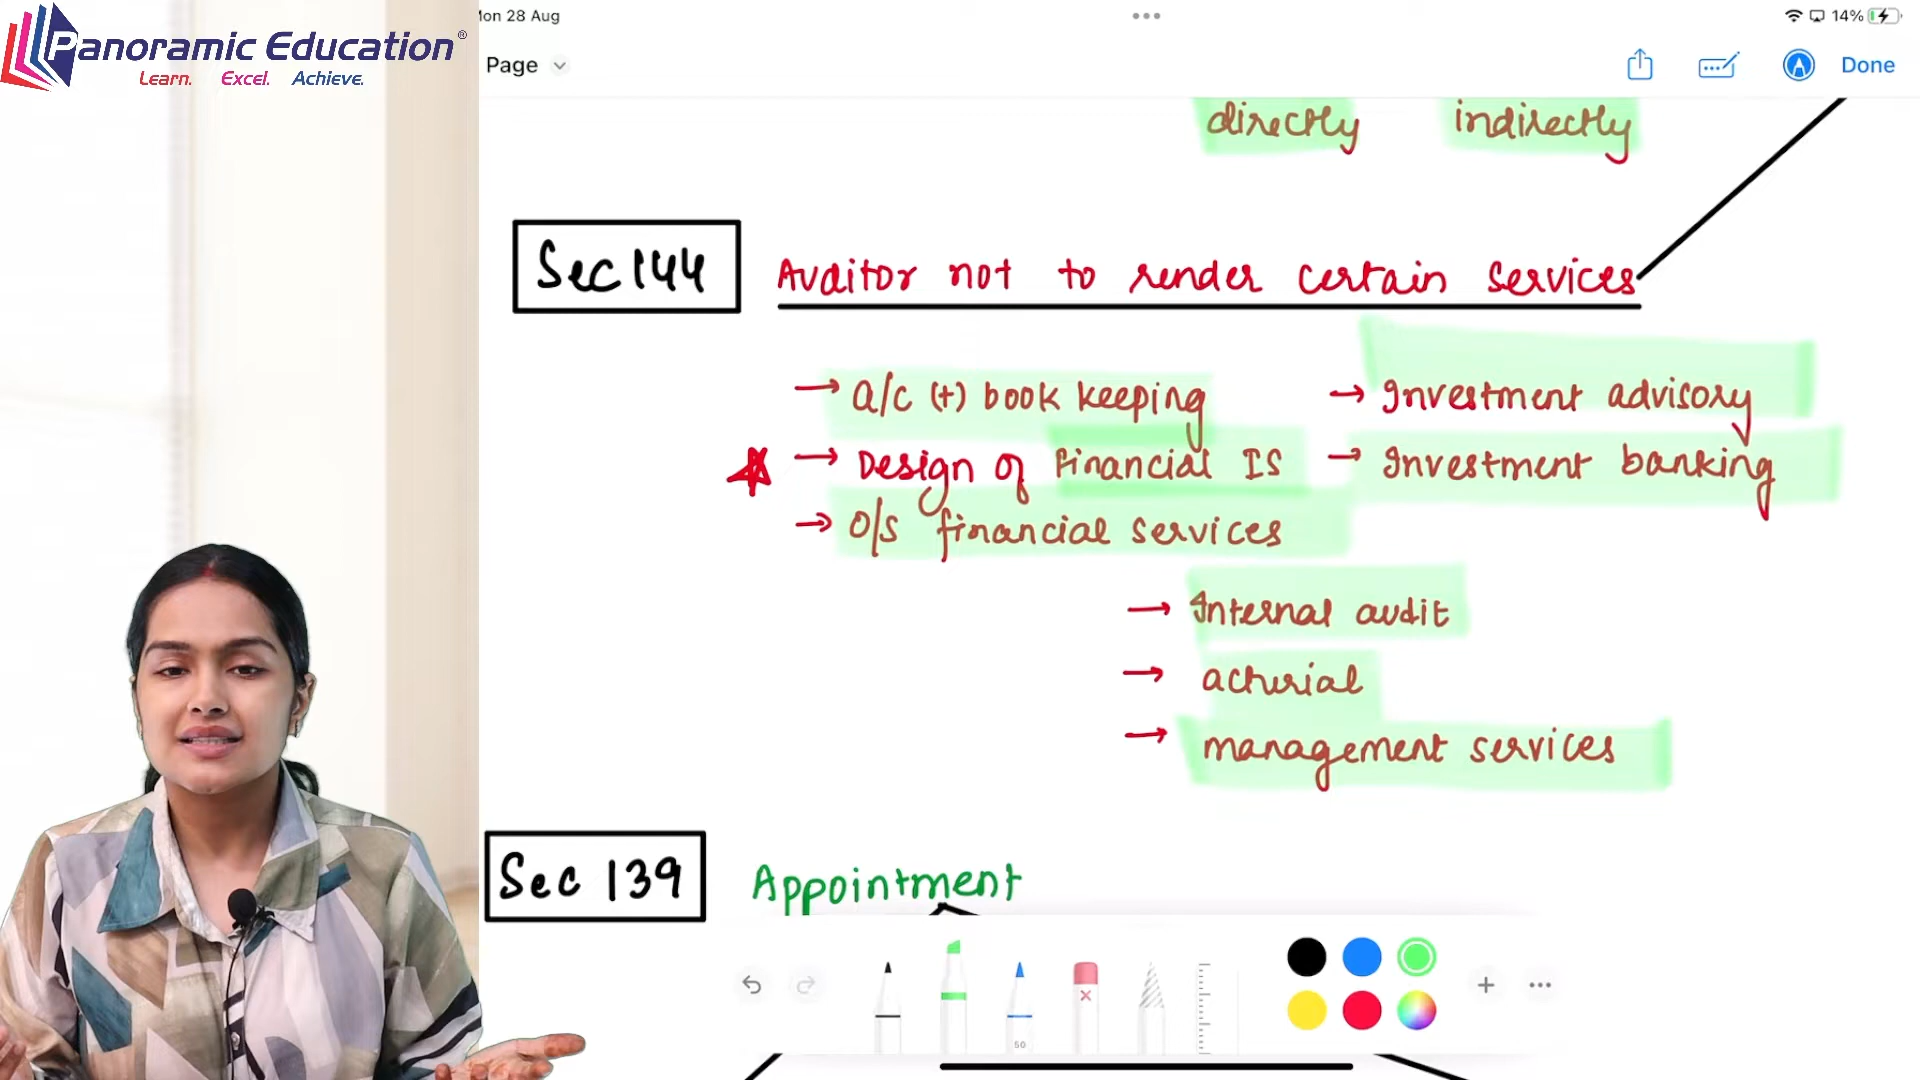 Panoramic Education®
Learn. Excel. Achieve.
Mon 28 Aug
14%
Page
Done
directly indirectly
Sec 144 Auditor not to render certain services
→ a/c (+) book keeping
→ Investment advisory
→ Design of financial IS
→ Investment banking
→ O/s financial services
→ Internal audit
→ acturial
→ management services
Sec 139 Appointment
50